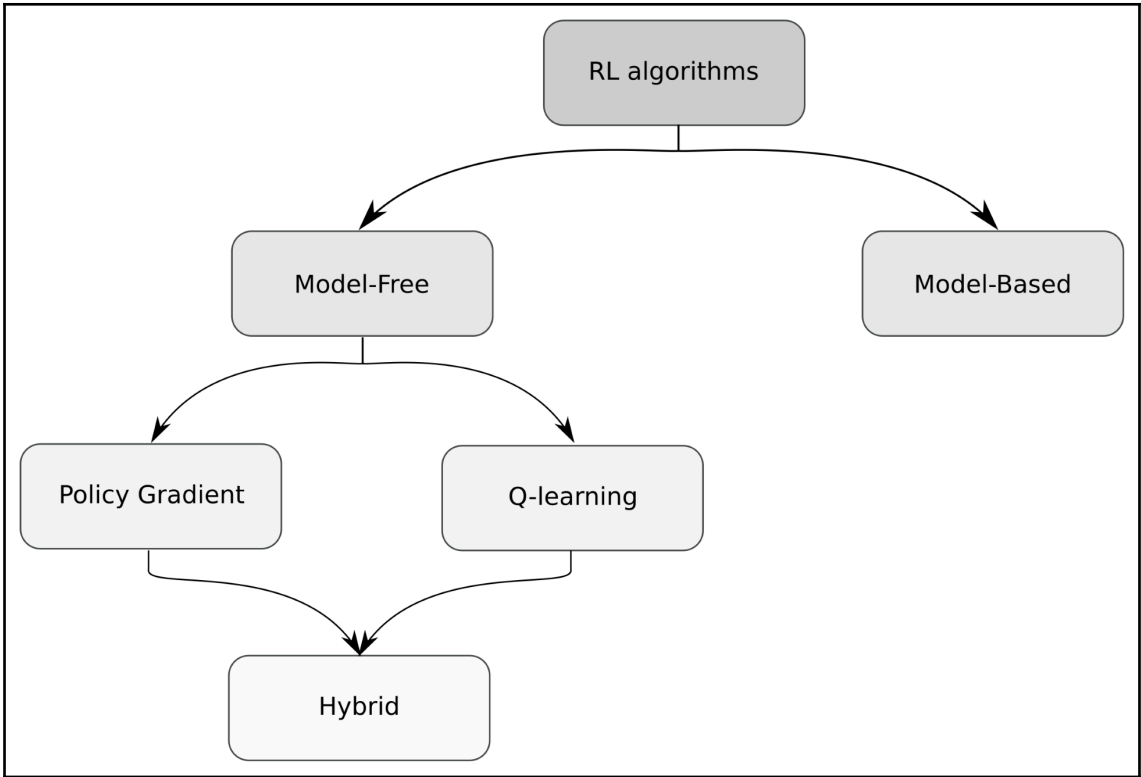 RL algorithms
Model-Free
Model-Based
Policy Gradient
Q-learning
Hybrid